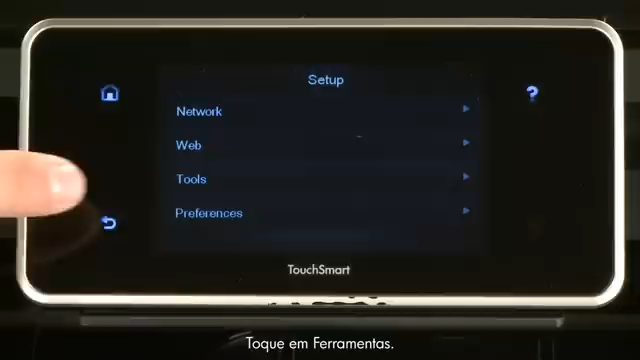 Setup
?
Network
Web
Tools
Preferences
TouchSmart
Toque em Ferramentas.